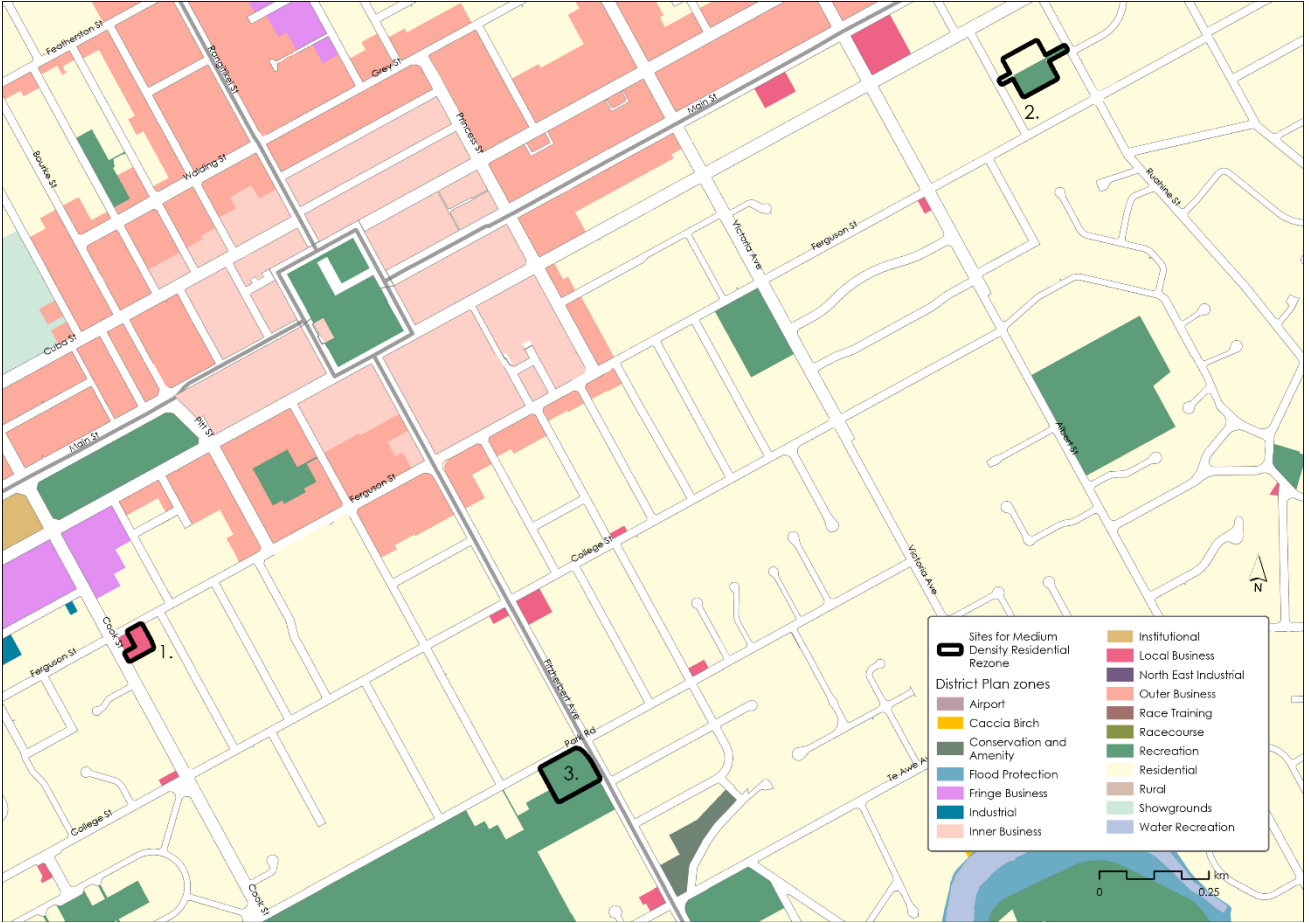 Featherston St
Rangitikei St
Grey St
Bourke St
Walding St
Princess St
Main St
2.
Ruahine St
Victoria Ave
Ferguson St
Cuba St
Main St
Pitt St
Albert St
Ferguson St
College St
Victoria Ave
N
Cook St
1.
Ferguson St
Fitzherbert Ave
Park Rd
3.
Te Awe Av
College St
Cook St
Sites for Medium
Density Residential
Rezone
District Plan zones
Airport
Caccia Birch
Conservation and
Amenity
Flood Protection
Fringe Business
Industrial
Inner Business
Institutional
Local Business
North East Industrial
Outer Business
Race Training
Racecourse
Recreation
Residential
Rural
Showgrounds
Water Recreation
km
0 0.25